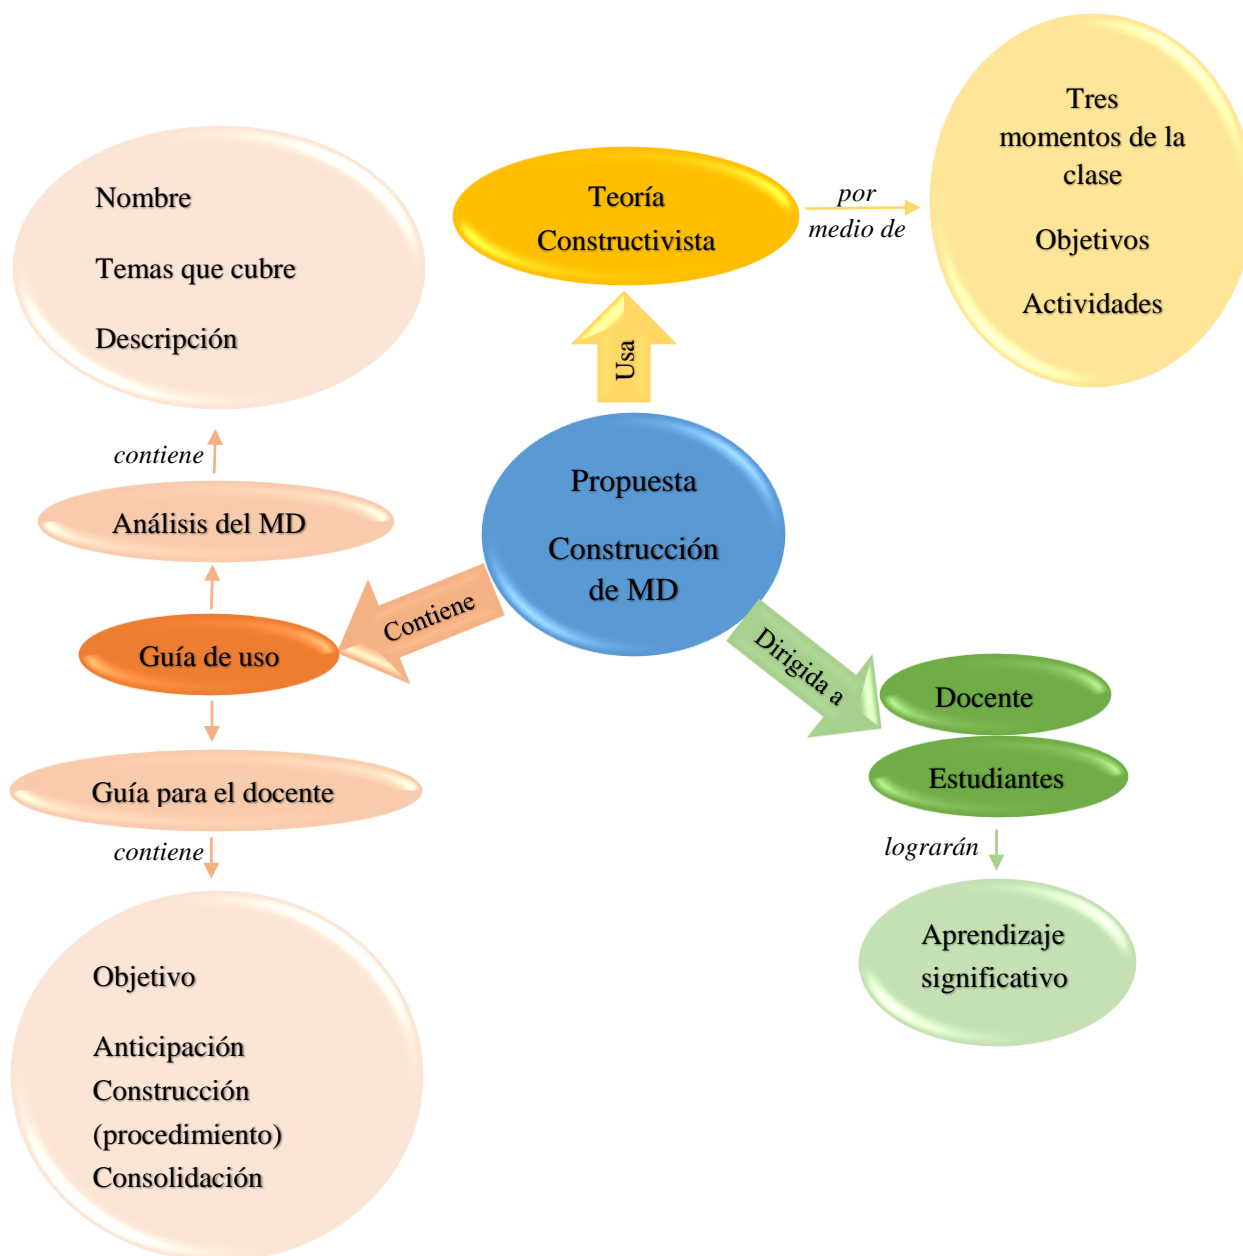 Tres
momentos de la
clase
Objetivos
Actividades
por
medio de
Teoría
Constructivista
Usa
Nombre
Temas que cubre
Descripción
contiene
Análisis del MD
Propuesta
Construcción
de MD
Contiene
Guía de uso
Dirigida a
Docente
Estudiantes
lograrán
Aprendizaje
significativo
Guía para el docente
contiene
Objetivo
Anticipación
Construcción
(procedimiento)
Consolidación